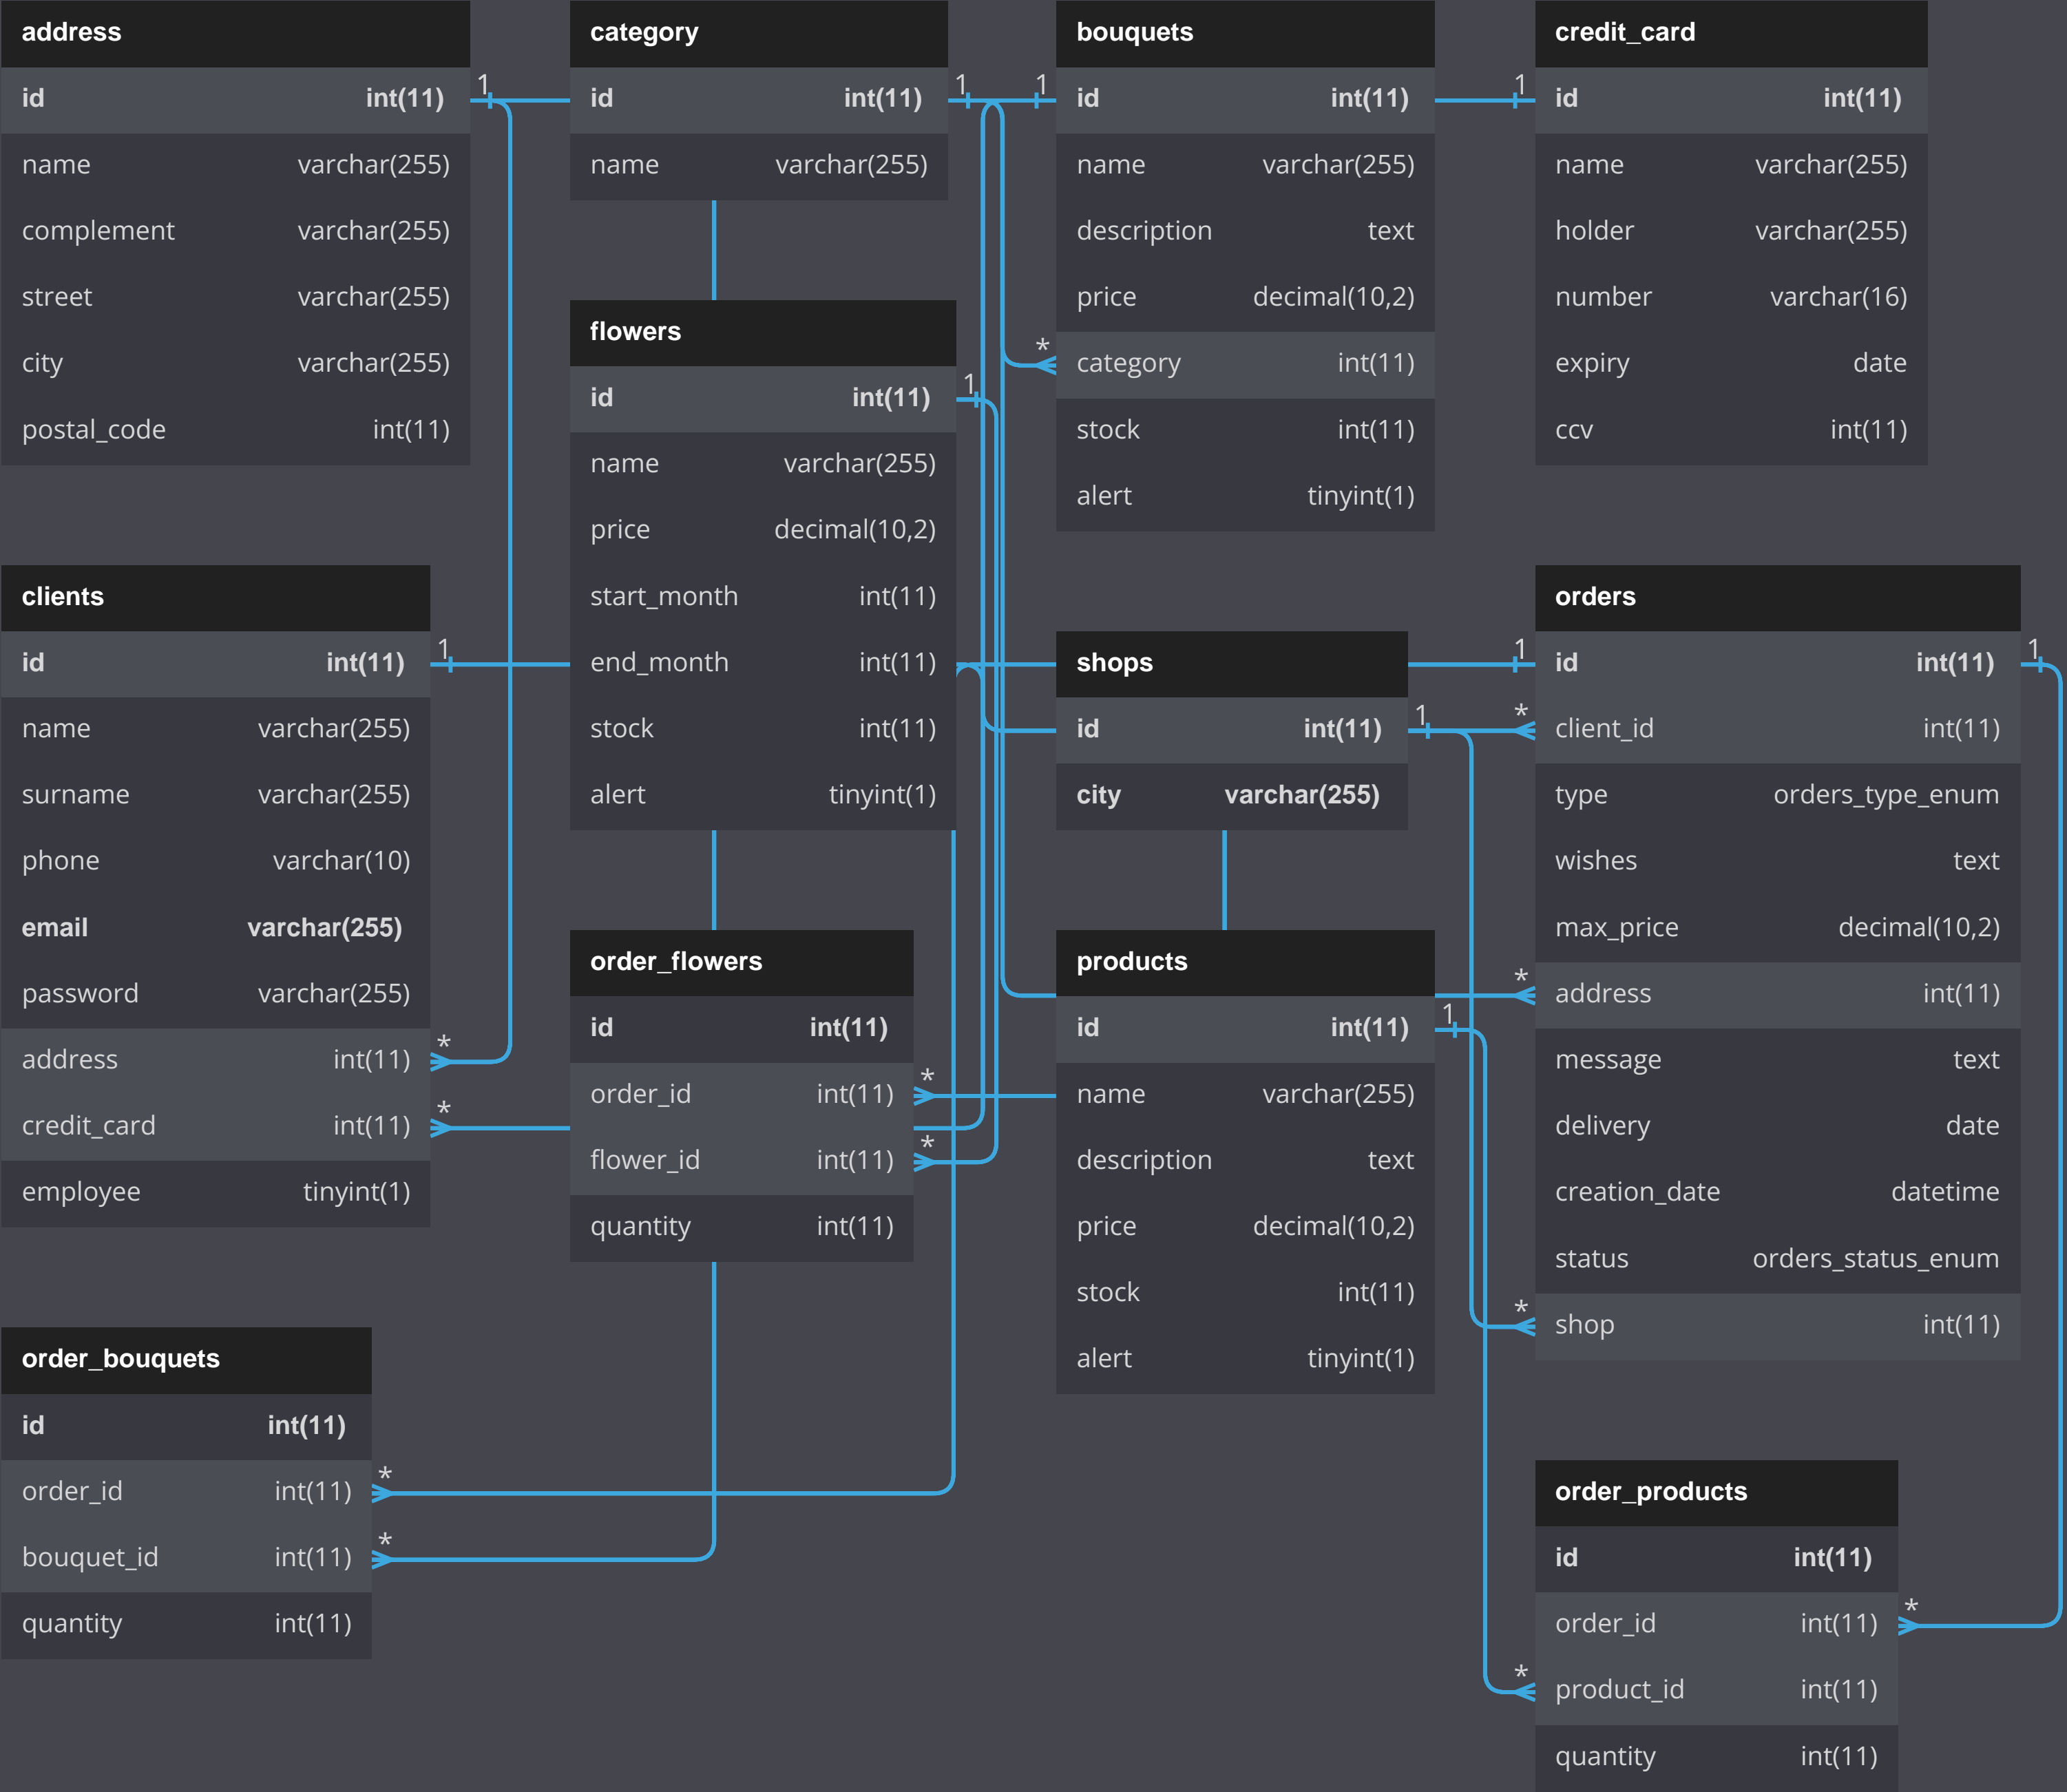 address
id int(11)
name varchar(255)
complement varchar(255)
street varchar(255)
city varchar(255)
postal_code int(11)
1
category
id int(11)
name varchar(255)
1
1
bouquets
id int(11)
name varchar(255)
description text
price decimal(10,2)
* category int(11)
stock int(11)
alert tinyint(1)
1
credit_card
id int(11)
name varchar(255)
holder varchar(255)
number varchar(16)
expiry date
ccv int(11)
flowers
id int(11) 1
name varchar(255)
price decimal(10,2)
start_month int(11)
end_month int(11)
stock int(11)
alert tinyint(1)
clients
id int(11) 1
name varchar(255)
surname varchar(255)
phone varchar(10)
email varchar(255)
password varchar(255)
address int(11) *
credit_card int(11) *
employee tinyint(1)
shops
id int(11) 1
city varchar(255)
orders
1 id int(11) 1
* client_id int(11)
type orders_type_enum
wishes text
max_price decimal(10,2)
* address int(11)
message text
delivery date
creation_date datetime
status orders_status_enum
* shop int(11)
order_flowers
id int(11)
order_id int(11) *
flower_id int(11) *
quantity int(11)
products
id int(11) 1
name varchar(255)
description text
price decimal(10,2)
stock int(11)
alert tinyint(1)
order_bouquets
id int(11)
order_id int(11) *
bouquet_id int(11) *
quantity int(11)
order_products
id int(11)
order_id int(11) *
* product_id int(11)
quantity int(11)